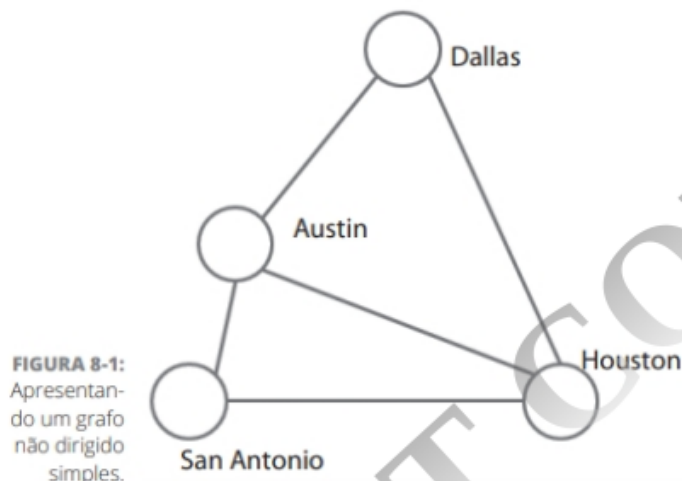 Dallas
Austin
Houston
San Antonio
FIGURA 8-1:
Apresentan-
do um grafo
não dirigido
simples.